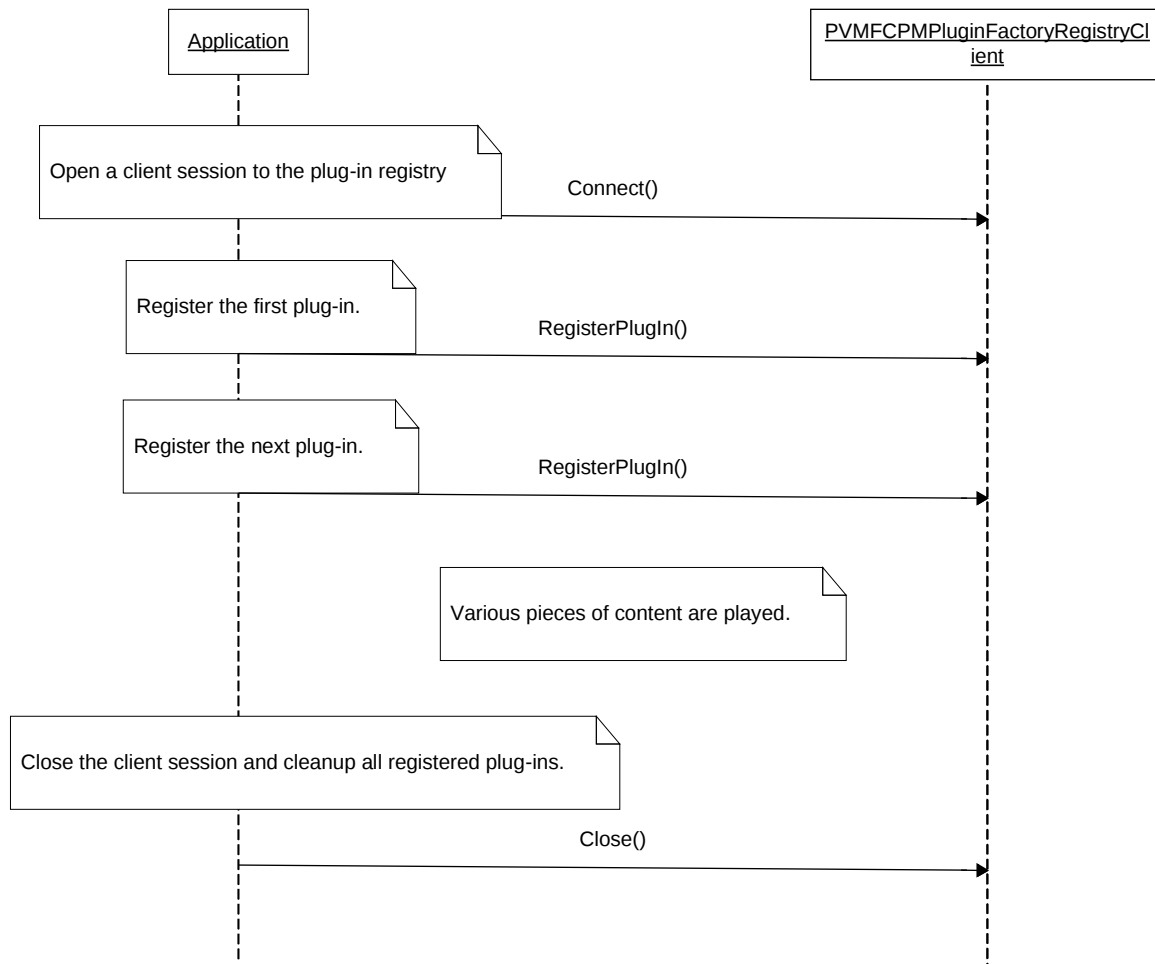 Application
PVMFCPMPluginFactoryRegistryCl
ient
Open a client session to the plug-in registry
Connect()
Register the first plug-in.
RegisterPlugIn()
Register the next plug-in.
RegisterPlugIn()
Various pieces of content are played.
Close the client session and cleanup all registered plug-ins.
Close()